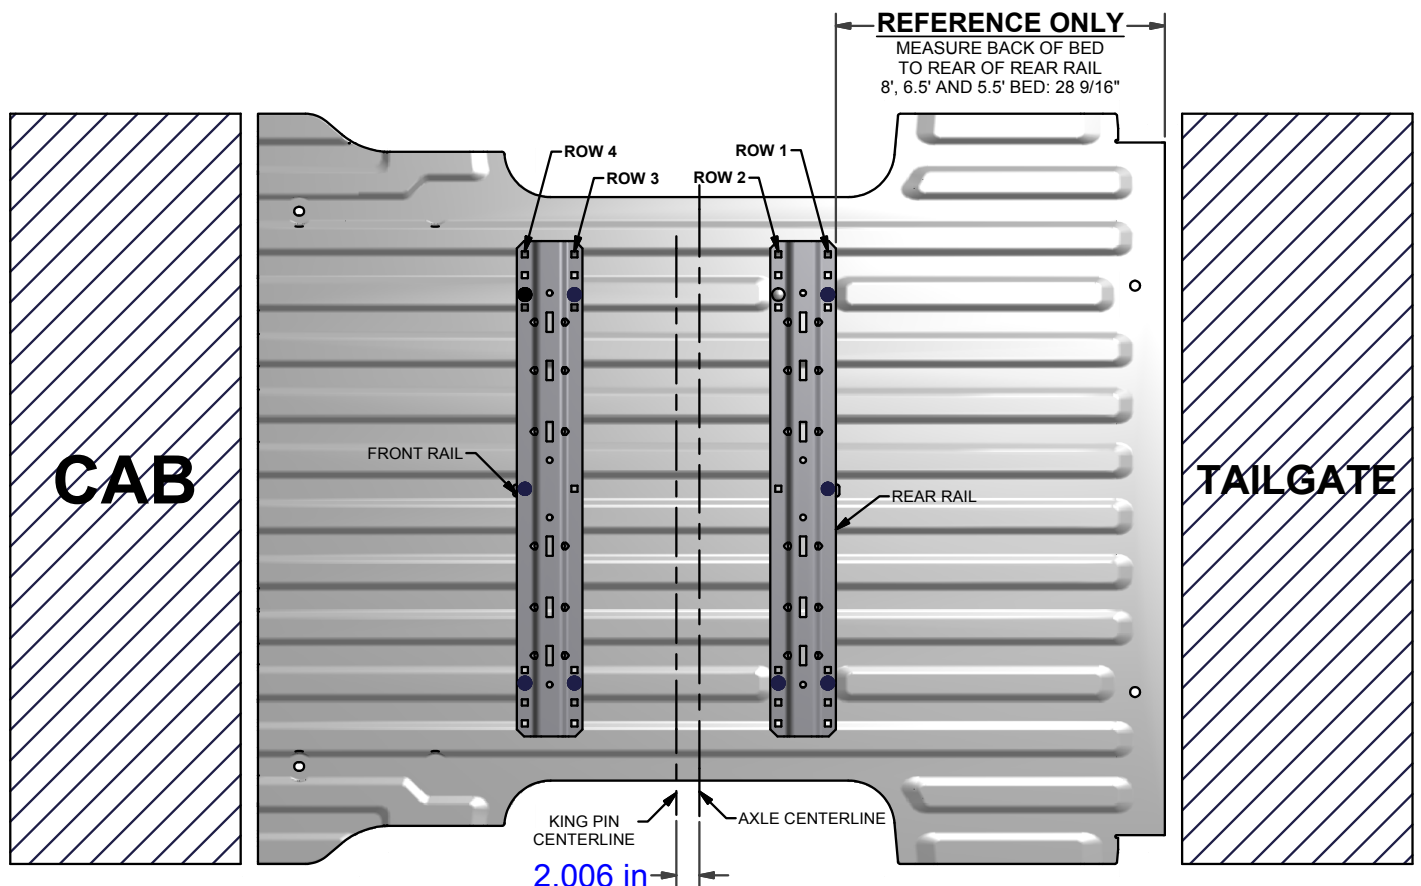 REFERENCE ONLY
MEASURE BACK OF BED
TO REAR OF REAR RAIL
8', 6.5' AND 5.5' BED: 28 9/16"
ROW 4
ROW 3
ROW 1
ROW 2
FRONT RAIL
CAB
REAR RAIL
TAILGATE
KING PIN
CENTERLINE
AXLE CENTERLINE
2.006 in